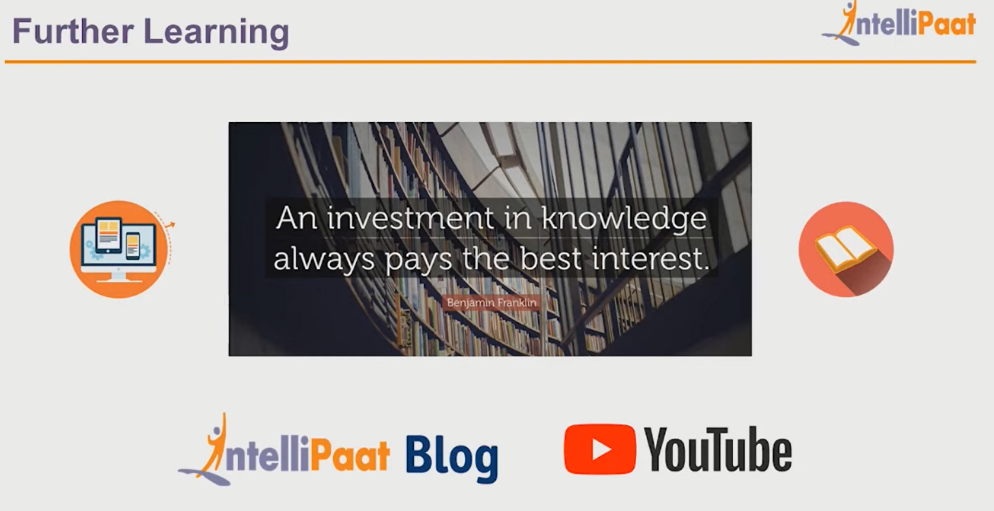 Further Learning
IntelliPaat
An investment in knowledge
always pays the best interest.
Benjamin Franklin
IntelliPaat Blog
YouTube